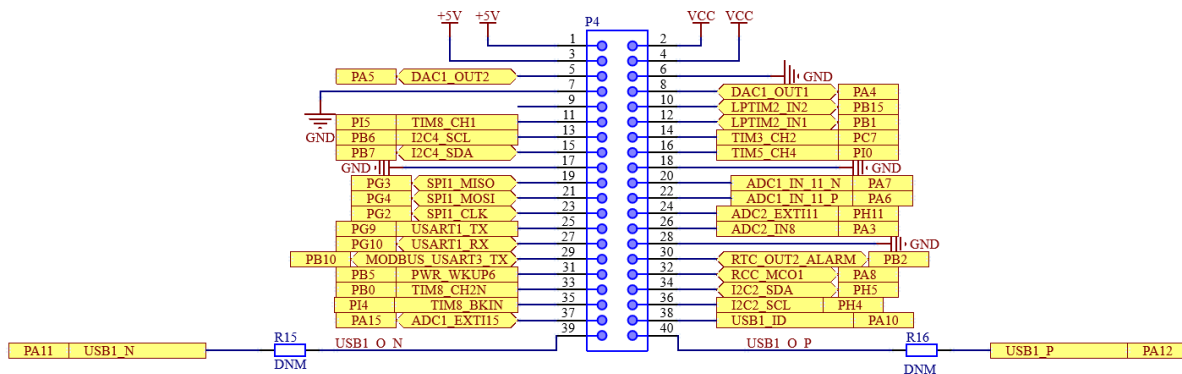 +5V +5V P4 VCC VCC
1 2
3 4
PA5 DAC1_OUT2 5 6 GND
7 8 DAC1_OUT1 PA4
9 10 LPTIM2_IN2 PB15
GND PI5 TIM8_CH1 11 12 LPTIM2_IN1 PB1
PB6 I2C4_SCL 13 14 TIM3_CH2 PC7
PB7 I2C4_SDA 15 16 TIM5_CH4 PI0
GND 17 18 GND
PG3 SPI1_MISO 19 20 ADC1_IN_11_N PA7
PG4 SPI1_MOSI 21 22 ADC1_IN_11_P PA6
PG2 SPI1_CLK 23 24 ADC2_EXTI11 PH11
PG9 USART1_TX 25 26 ADC2_IN8 PA3
PG10 USART1_RX 27 28 GND
PB10 MODBUS_USART3_TX 29 30 RTC_OUT2_ALARM PB2
PB5 PWR_WKUP6 31 32 RCC_MCO1 PA8
PB0 TIM8_CH2N 33 34 I2C2_SDA PH5
PI4 TIM8_BKIN 35 36 I2C2_SCL PH4
PA15 ADC1_EXTI15 37 38 USB1_ID PA10
R15 USB1_O_N 39 40 USB1_O_P R16
PA11 USB1_N DNM DNM USB1_P PA12